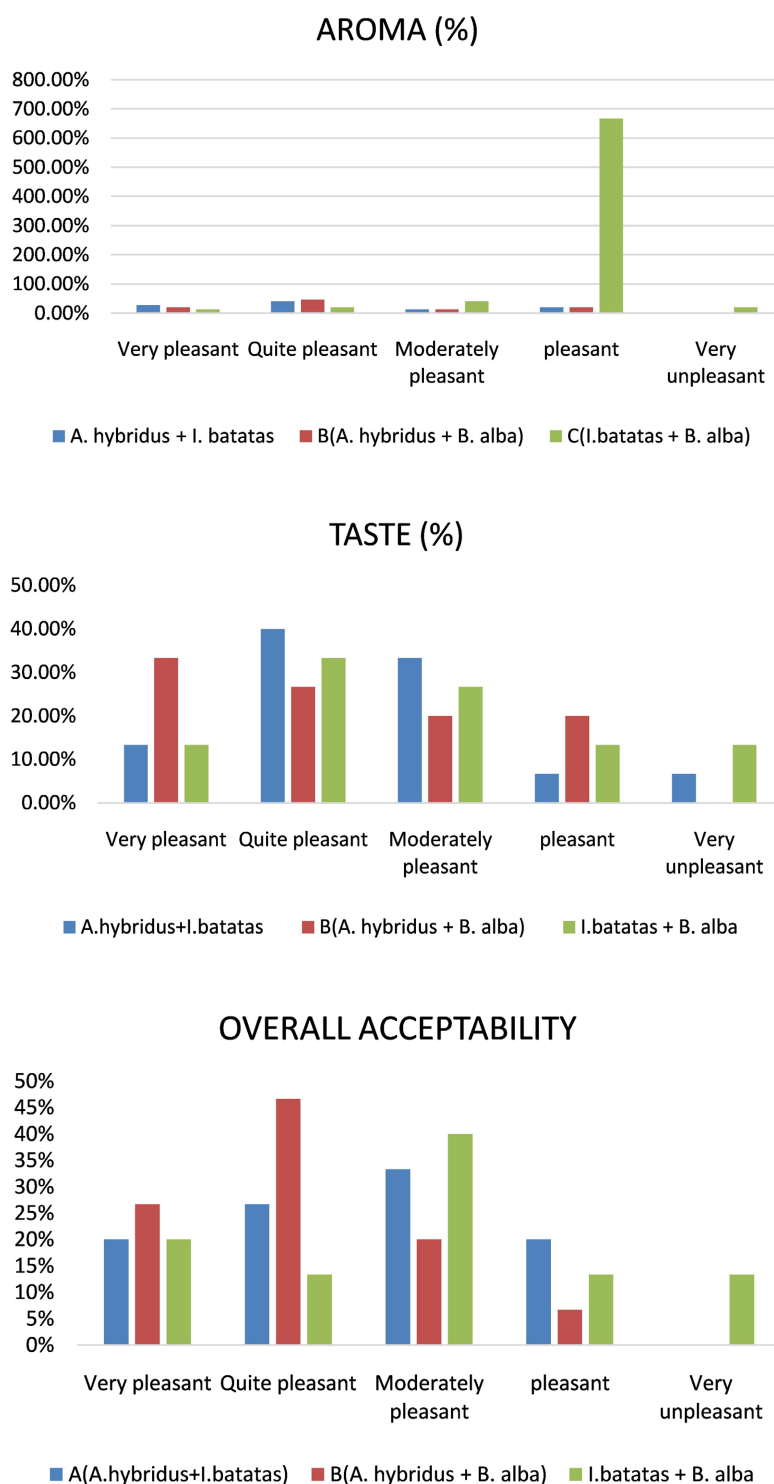 AROMA (%)
800.00%
700.00%
600.00%
500.00%
400.00%
300.00%
200.00%
100.00%
0.00%
Very pleasant Quite pleasant Moderately pleasant pleasant Very unpleasant
A. hybridus + I. batatas B(A. hybridus + B. alba) C(I.batatas + B. alba)
TASTE (%)
50.00%
40.00%
30.00%
20.00%
10.00%
0.00%
Very pleasant Quite pleasant Moderately pleasant pleasant Very unpleasant
A.hybridus+I.batatas B(A. hybridus + B. alba) I.batatas + B. alba
OVERALL ACCEPTABILITY
50%
45%
40%
35%
30%
25%
20%
15%
10%
5%
0%
Very pleasant Quite pleasant Moderately pleasant pleasant Very unpleasant
A(A.hybridus+I.batatas) B(A. hybridus + B. alba) I.batatas + B. alba